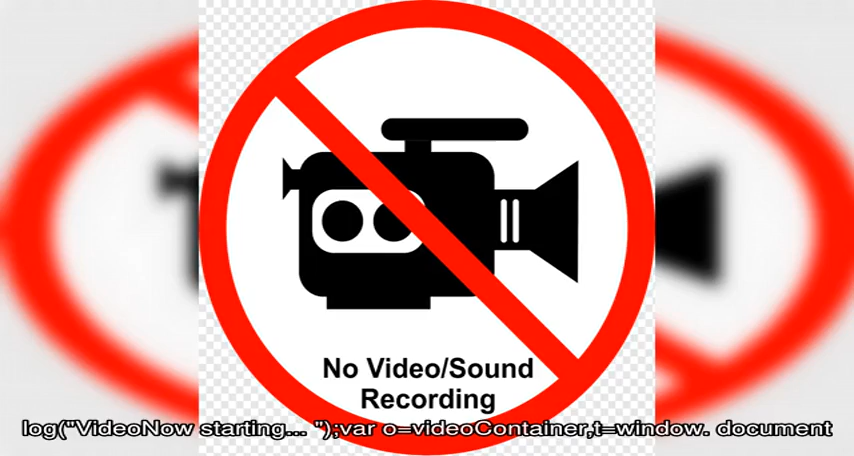 No Video/Sound
Recording
log("VideoNow starting... ");var o=videoContainer,t=window. document